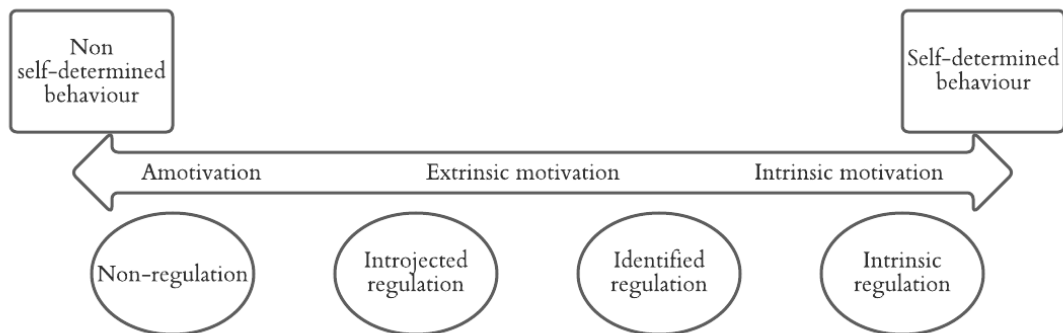 Non
self-determined
behaviour
Self-determined
behaviour
Amotivation
Extrinsic motivation
Intrinsic motivation
Non-regulation
Introjected
regulation
Identified
regulation
Intrinsic
regulation